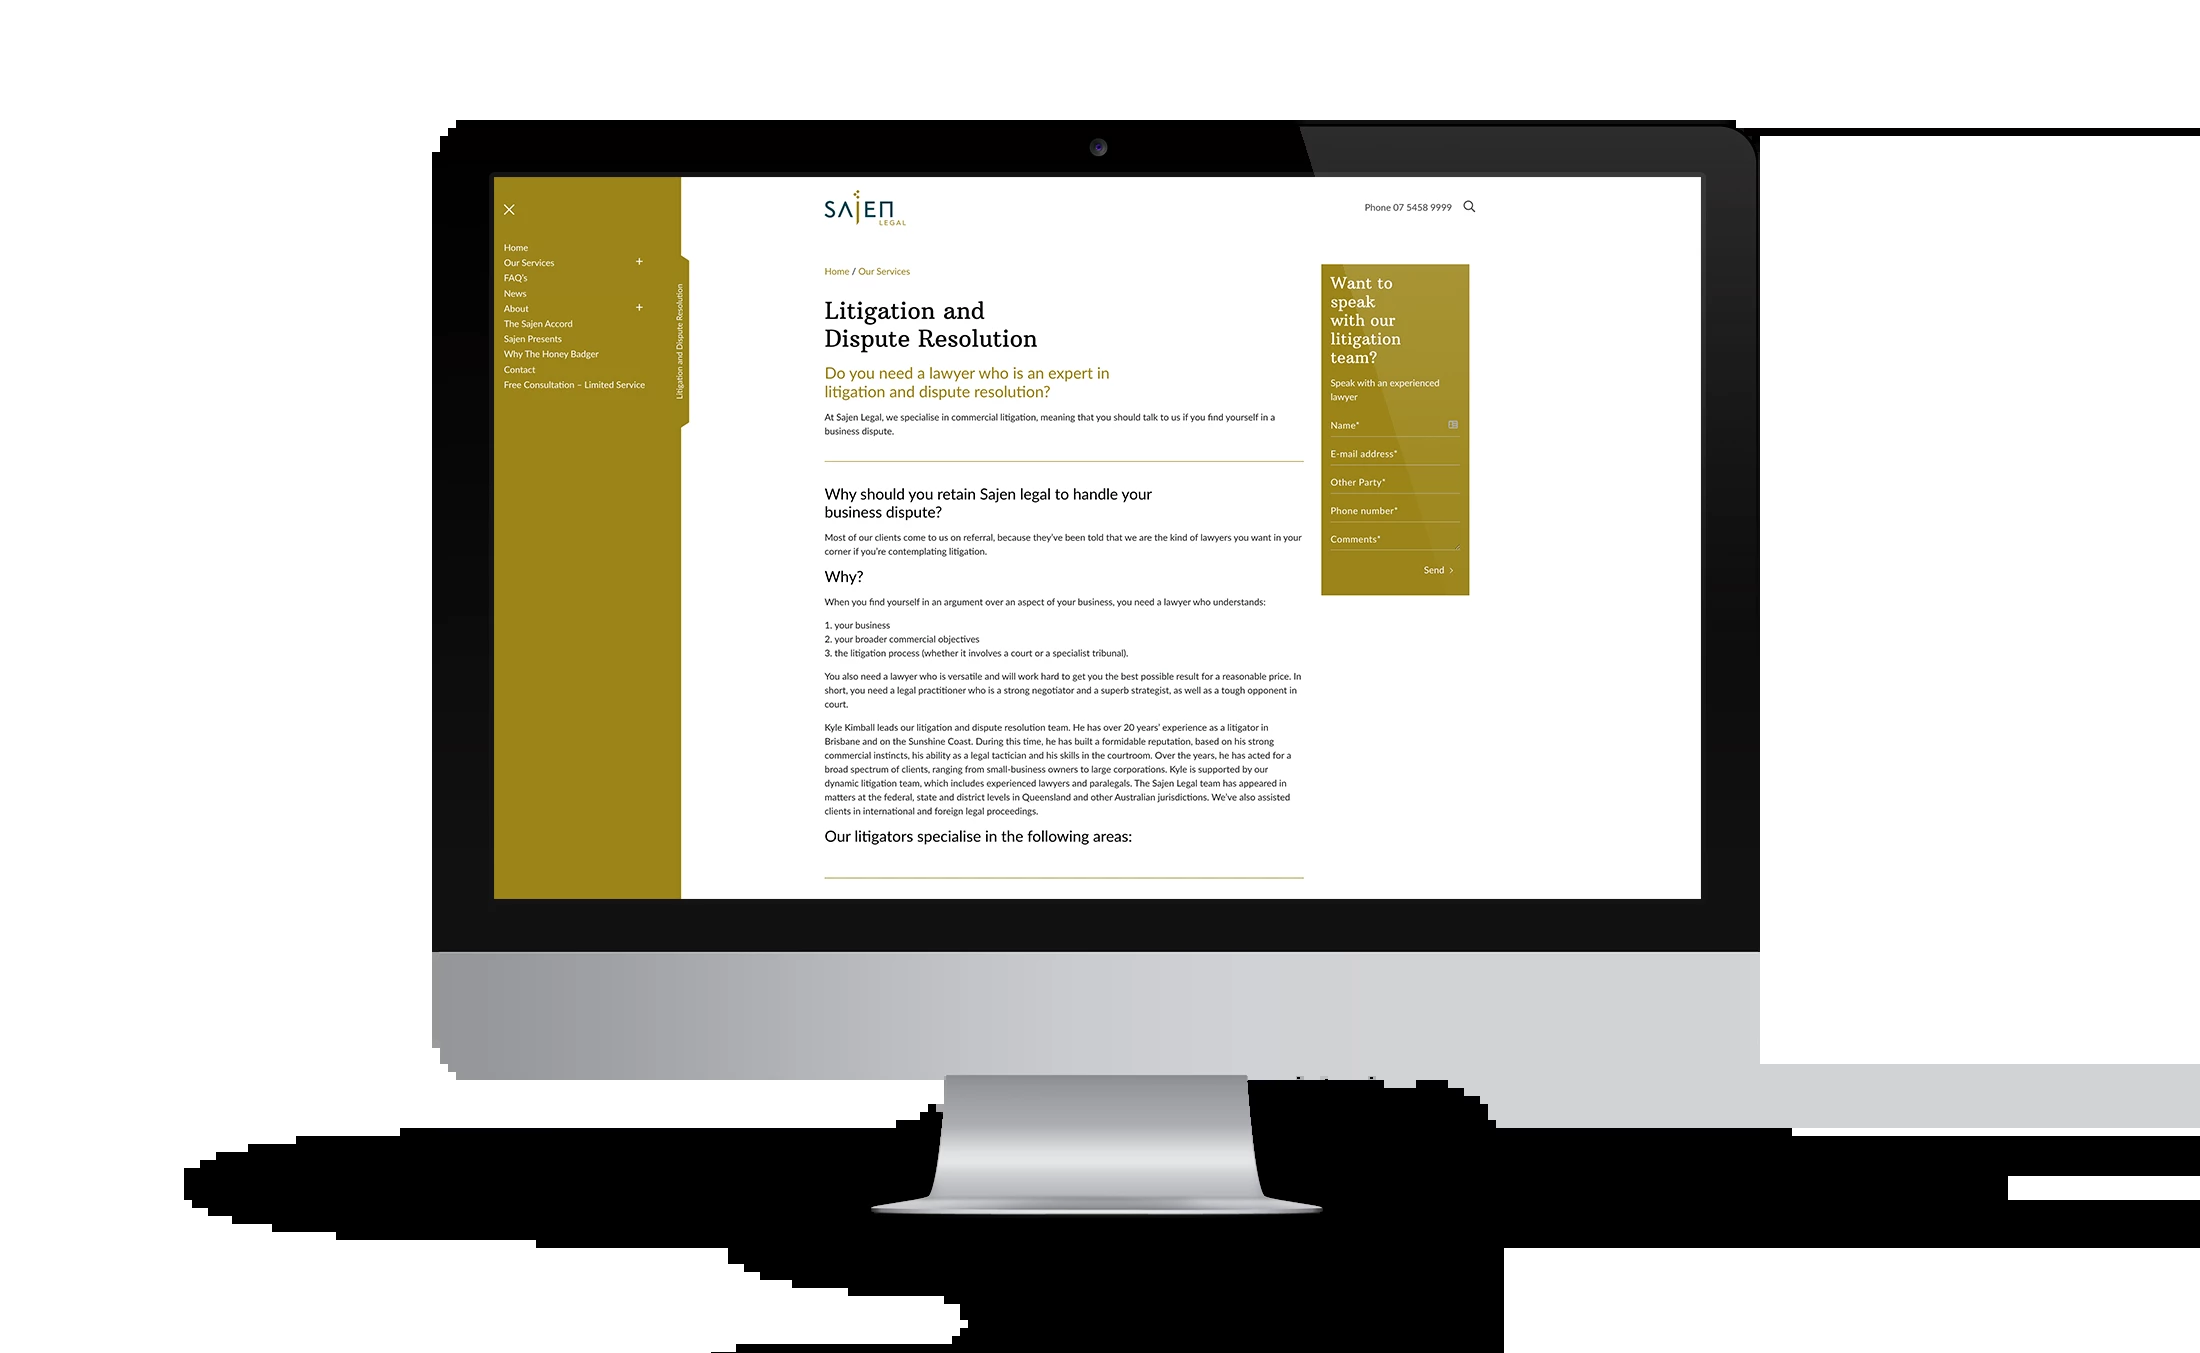 Home
Our Services +
FAQ's
News
About +
The Sajen Accord
Sajen Presents
Why The Honey Badger
Contact
Free Consultation – Limited Service
Litigation and Dispute Resolution
SAJEN
LEGAL
Phone 07 5458 9999
Home / Our Services
Litigation and
Dispute Resolution
Do you need a lawyer who is an expert in
litigation and dispute resolution?
At Sajen Legal, we specialise in commercial litigation, meaning that you should talk to us if you find yourself in a
business dispute.
Why should you retain Sajen legal to handle your
business dispute?
Most of our clients come to us on referral, because they've been told that we are the kind of lawyers you want in your
corner if you're contemplating litigation.
Why?
When you find yourself in an argument over an aspect of your business, you need a lawyer who understands:
1. your business
2. your broader commercial objectives
3. the litigation process (whether it involves a court or a specialist tribunal).
You also need a lawyer who is versatile and will work hard to get you the best possible result for a reasonable price. In
short, you need a legal practitioner who is a strong negotiator and a superb strategist, as well as a tough opponent in
court.
Kyle Kimball leads our litigation and dispute resolution team. He has over 20 years' experience as a litigator in
Brisbane and on the Sunshine Coast. During this time, he has built a formidable reputation, based on his strong
commercial instincts, his ability as a legal tactician and his skills in the courtroom. Over the years, he has acted for a
broad spectrum of clients, ranging from small-business owners to large corporations. Kyle is supported by our
dynamic litigation team, which includes experienced lawyers and paralegals. The Sajen Legal team has appeared in
matters at the federal, state and district levels in Queensland and other Australian jurisdictions. We've also assisted
clients in international and foreign legal proceedings.
Our litigators specialise in the following areas:
Want to
speak
with our
litigation
team?
Speak with an experienced
lawyer
Name*
E-mail address*
Other Party*
Phone number*
Comments*
Send >